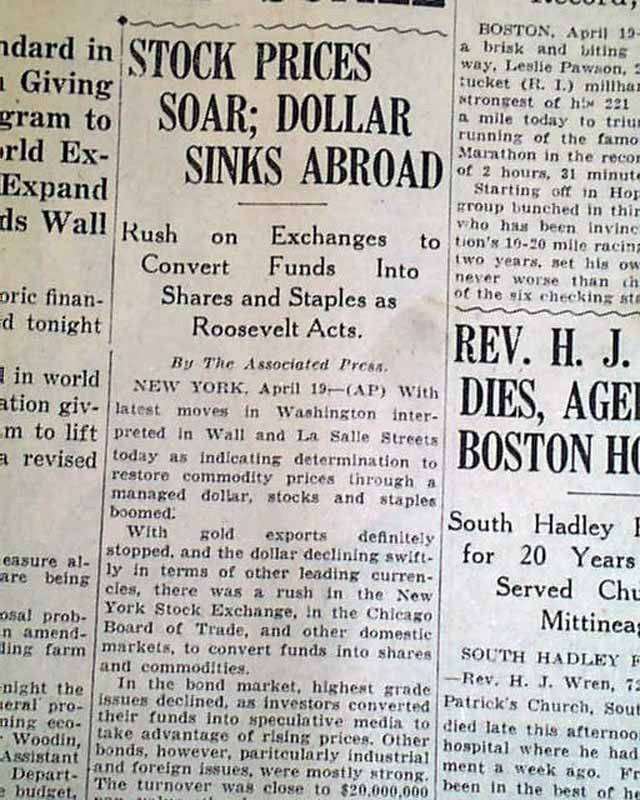 ndard in
Giving
gram to
orld Ex-
Expand
ds Wall
oric finan-
d tonight
in world
ation giv-
m to lift
a revised
easure al-
are being
osal prob-
n amend-
ding farm
night the
eral pro-
ning eco-
Woodin,
Assistant
Depart-
budget,
STOCK PRICES
SOAR; DOLLAR
SINKS ABROAD
Rush on Exchanges to
Convert Funds Into
Shares and Staples as
Roosevelt Acts.
By The Associated Press.
NEW YORK, April 19—(AP) With
latest moves in Washington inter-
preted in Wall and La Salle Streets
today as indicating determination to
restore commodity prices through a
managed dollar, stocks and staples
boomed.
With gold exports definitely
stopped, and the dollar declining swift-
ly in terms of other leading curren-
cies, there was a rush in the New
York Stock Exchange, in the Chicago
Board of Trade, and other domestic
markets, to convert funds into shares
and commodities.
In the bond market, highest grade
issues declined, as investors converted
their funds into speculative media to
take advantage of rising prices. Other
bonds, however, paritcularly industrial
and foreign issues, were mostly strong.
The turnover was close to $20,000,000
BOSTON, April 19-
a brisk and biting
way, Leslie Pawson, 2
tucket (R. I.) millhan
strongest of his 221
a mile today to trium
running of the famo
Marathon in the recor
of 2 hours, 31 minute
Starting off in Hop
group bunched in thir
who has been invinc
tion's 10-20 mile racing
two years, set his ow
never worse than th
of the six checking sta
REV. H. J.
DIES, AGE
BOSTON HO
South Hadley
for 20 Years
Served Chu
Mittineag
SOUTH HADLEY F
—Rev. H. J. Wren, 72
Patrick's Church, Sout
died late this afternoo
hospital where he had
ment a week ago. Fr
been in the best of he